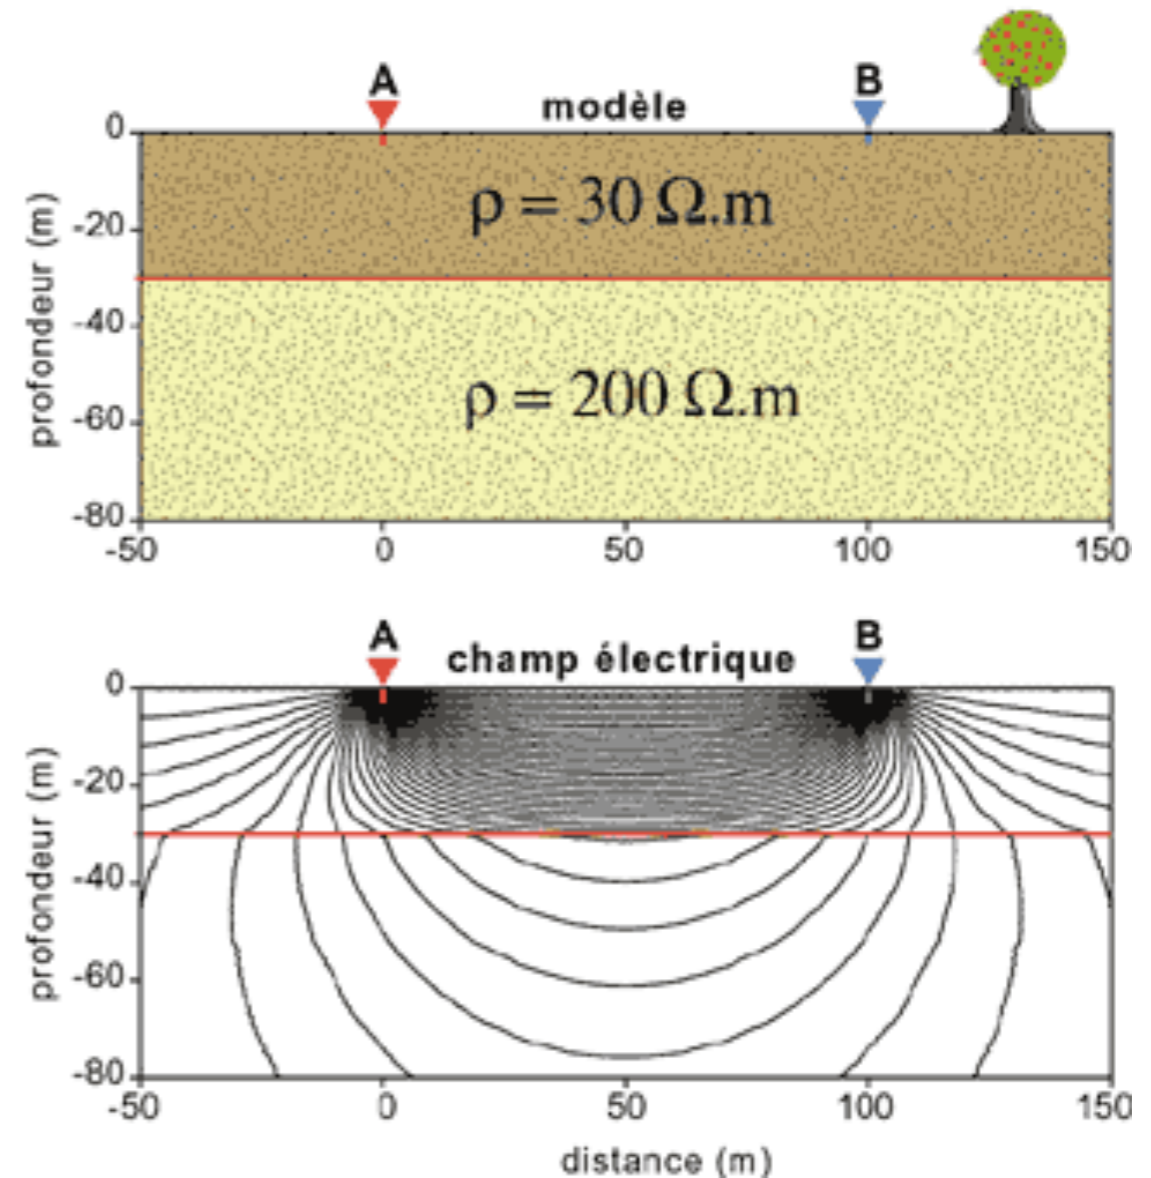 A B
modèle
0
ρ = 30 Ω.m
-20
-40
ρ = 200 Ω.m
-60
-80
profondeur (m)
-50 0 50 100 150
A B
champ électrique
0
-20
-40
-60
-80
profondeur (m)
-50 0 50 100 150
distance (m)